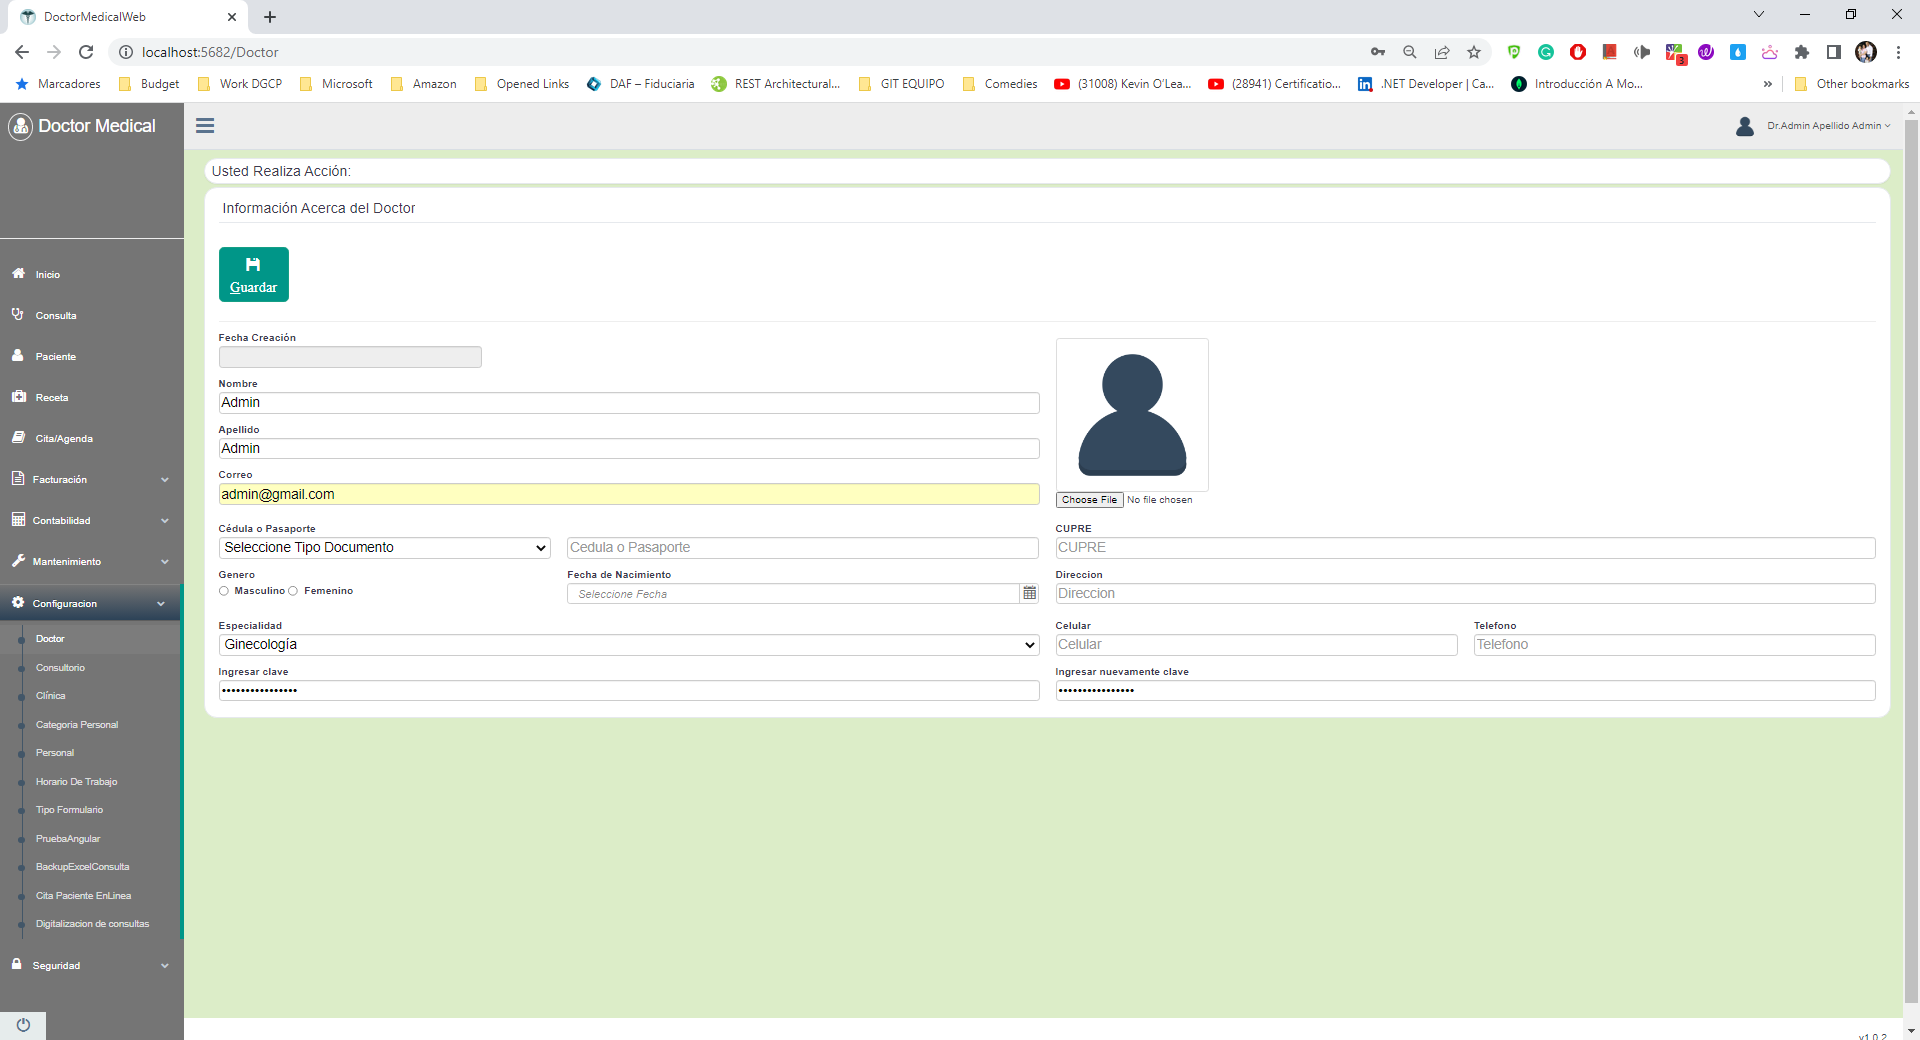 DoctorMedicalWeb
localhost:5682/Doctor
3
Marcadores Budget Work DGCP Microsoft Amazon Opened Links DAF – Fiduciaria REST Architectural... GIT EQUIPO Comedies (31008) Kevin O'Lea... (28941) Certificatio... .NET Developer | Ca... Introducción A Mo... » Other bookmarks
Doctor Medical
Dr.Admin Apellido Admin
Usted Realiza Acción:
Información Acerca del Doctor
Guardar
Inicio
Consulta
Paciente
Receta
Cita/Agenda
Facturación
Contabilidad
Mantenimiento
Configuracion
Doctor
Consultorio
Clínica
Categoria Personal
Personal
Horario De Trabajo
Tipo Formulario
PruebaAngular
BackupExcelConsulta
Cita Paciente EnLinea
Digitalizacion de consultas
Seguridad
Fecha Creación
Nombre
Admin
Apellido
Admin
Correo
admin@gmail.com
Choose File No file chosen
Cédula o Pasaporte
Seleccione Tipo Documento
Cedula o Pasaporte
CUPRE
CUPRE
Genero
Masculino Femenino
Fecha de Nacimiento
Seleccione Fecha
Direccion
Direccion
Especialidad
Ginecología
Celular
Celular
Telefono
Telefono
Ingresar clave
••••••••••••••••
Ingresar nuevamente clave
••••••••••••••••
v1.0.2